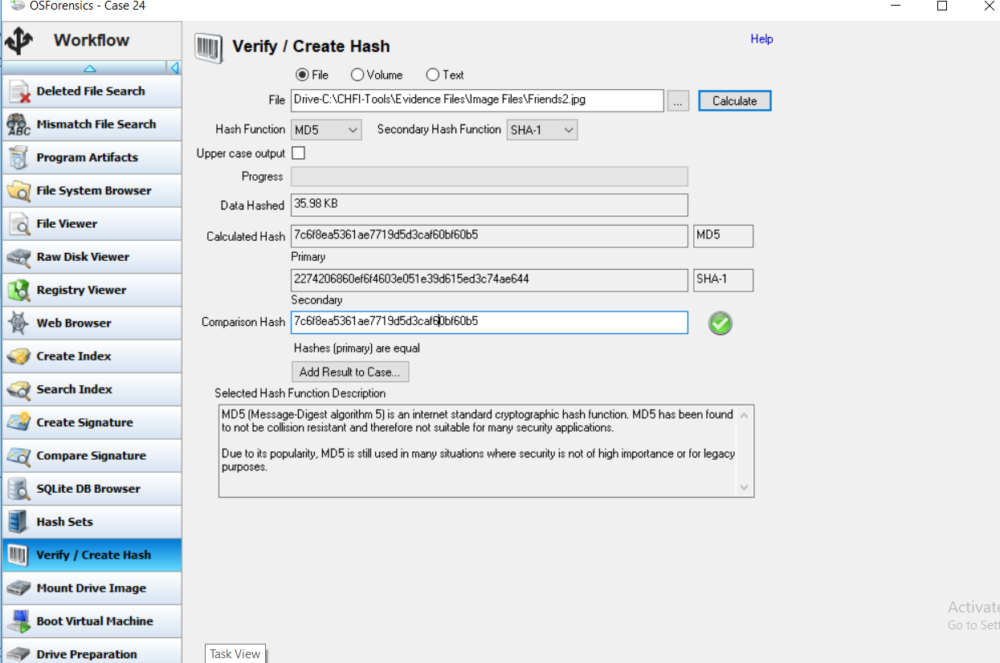 OSForensics - Case 24
Workflow
Deleted File Search
Mismatch File Search
Program Artifacts
File System Browser
File Viewer
Raw Disk Viewer
Registry Viewer
Web Browser
Create Index
Search Index
Create Signature
Compare Signature
SQLite DB Browser
Hash Sets
Verify / Create Hash
Mount Drive Image
Boot Virtual Machine
Drive Preparation
Verify / Create Hash
Help
File Volume Text
File Drive-C:\CHFI-Tools\Evidence Files\Image Files\Friends2.jpg ... Calculate
Hash Function MD5 Secondary Hash Function SHA-1
Upper case output
Progress
Data Hashed 35.98 KB
Calculated Hash 7c6f8ea5361ae7719d5d3caf60bf60b5 MD5
Primary
2274206860ef6f4603e051e39d615ed3c74ae644 SHA-1
Secondary
Comparison Hash 7c6f8ea5361ae7719d5d3caf60bf60b5
Hashes (primary) are equal
Add Result to Case...
Selected Hash Function Description
MD5 (Message-Digest algorithm 5) is an internet standard cryptographic hash function. MD5 has been found
to not be collision resistant and therefore not suitable for many security applications.
Due to its popularity, MD5 is still used in many situations where security is not of high importance or for legacy
purposes.
Activate
Go to Sett
Task View
ABC